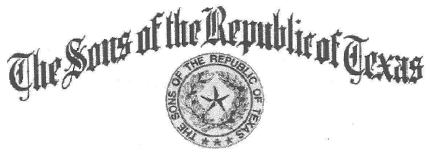 The Sons of the Republic of Texas
THE SONS OF THE REPUBLIC OF TEXAS